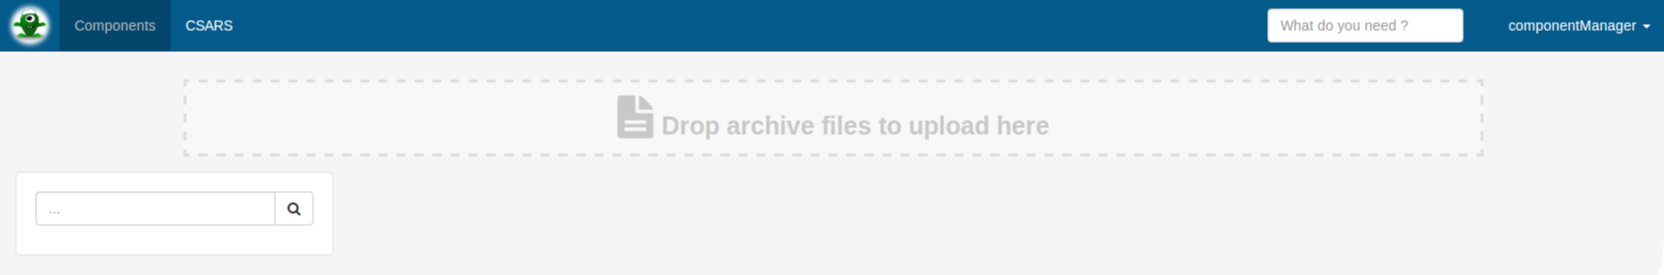 Components CSARS What do you need ? componentManager
Drop archive files to upload here
...